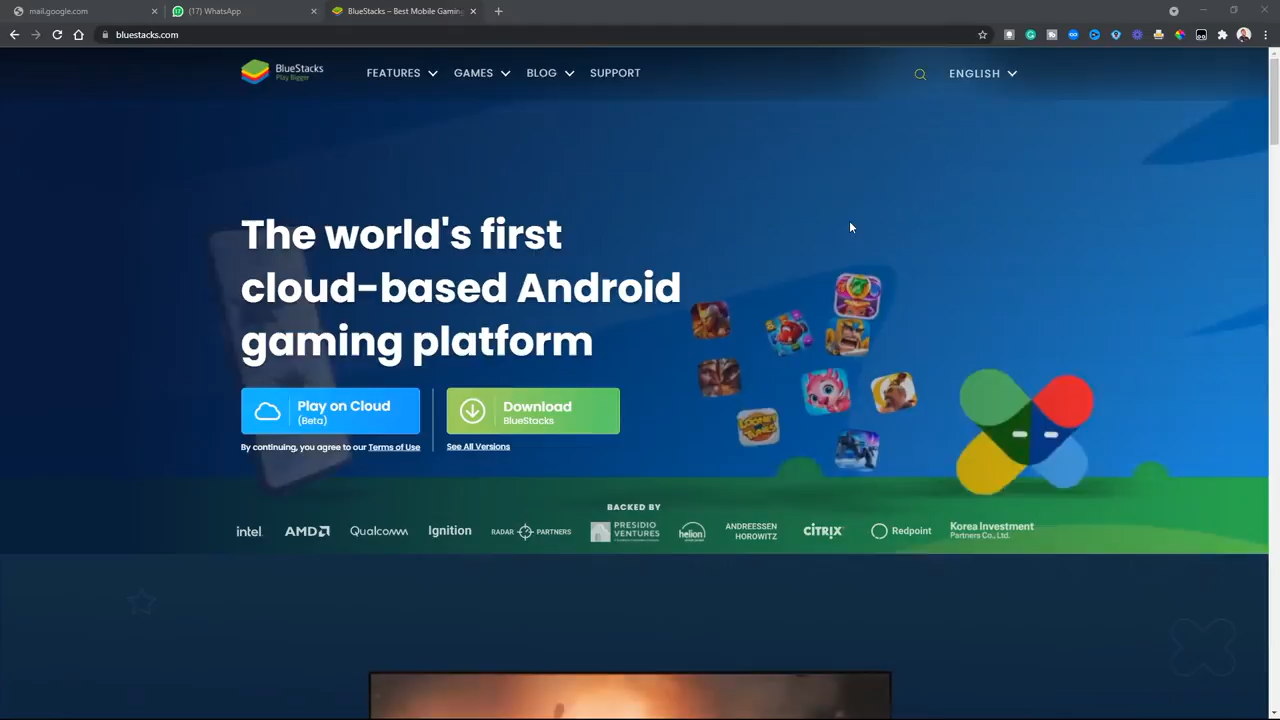 mail.google.com
(17) WhatsApp
BlueStacks – Best Mobile Gaming
bluestacks.com
BlueStacks
Play Bigger
FEATURES
GAMES
BLOG
SUPPORT
ENGLISH
The world's first
cloud-based Android
gaming platform
Play on Cloud
(Beta)
Download
BlueStacks
By continuing, you agree to our Terms of Use
See All Versions
LOONEY
TUNES
BACKED BY
intel
AMD
Qualcomm
Ignition
RADAR PARTNERS
PRESIDIO
VENTURES
helion
ANDREESSEN
HOROWITZ
CITRIX
Redpoint
Korea Investment
Partners Co., Ltd.